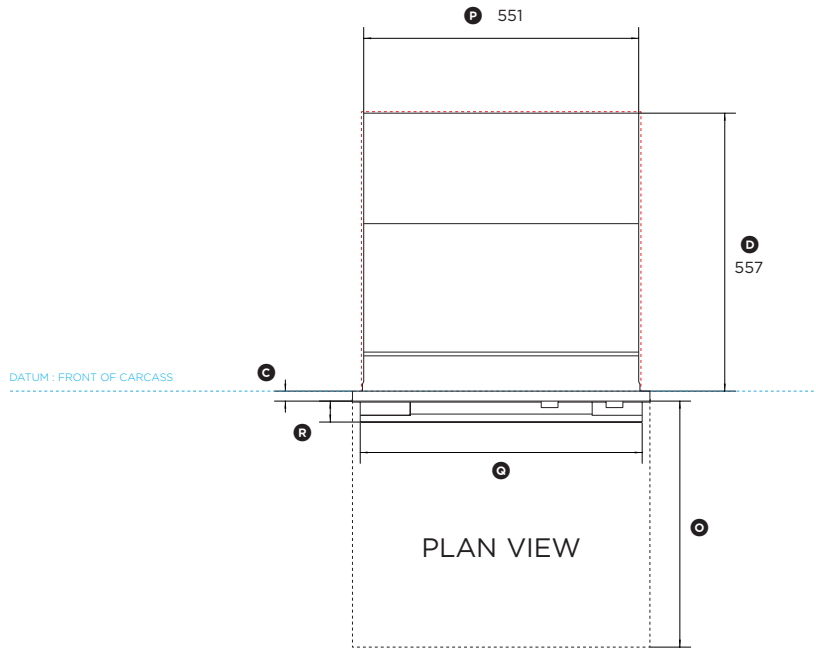 P 551
D
557
DATUM : FRONT OF CARCASS
C
R
Q
O
PLAN VIEW